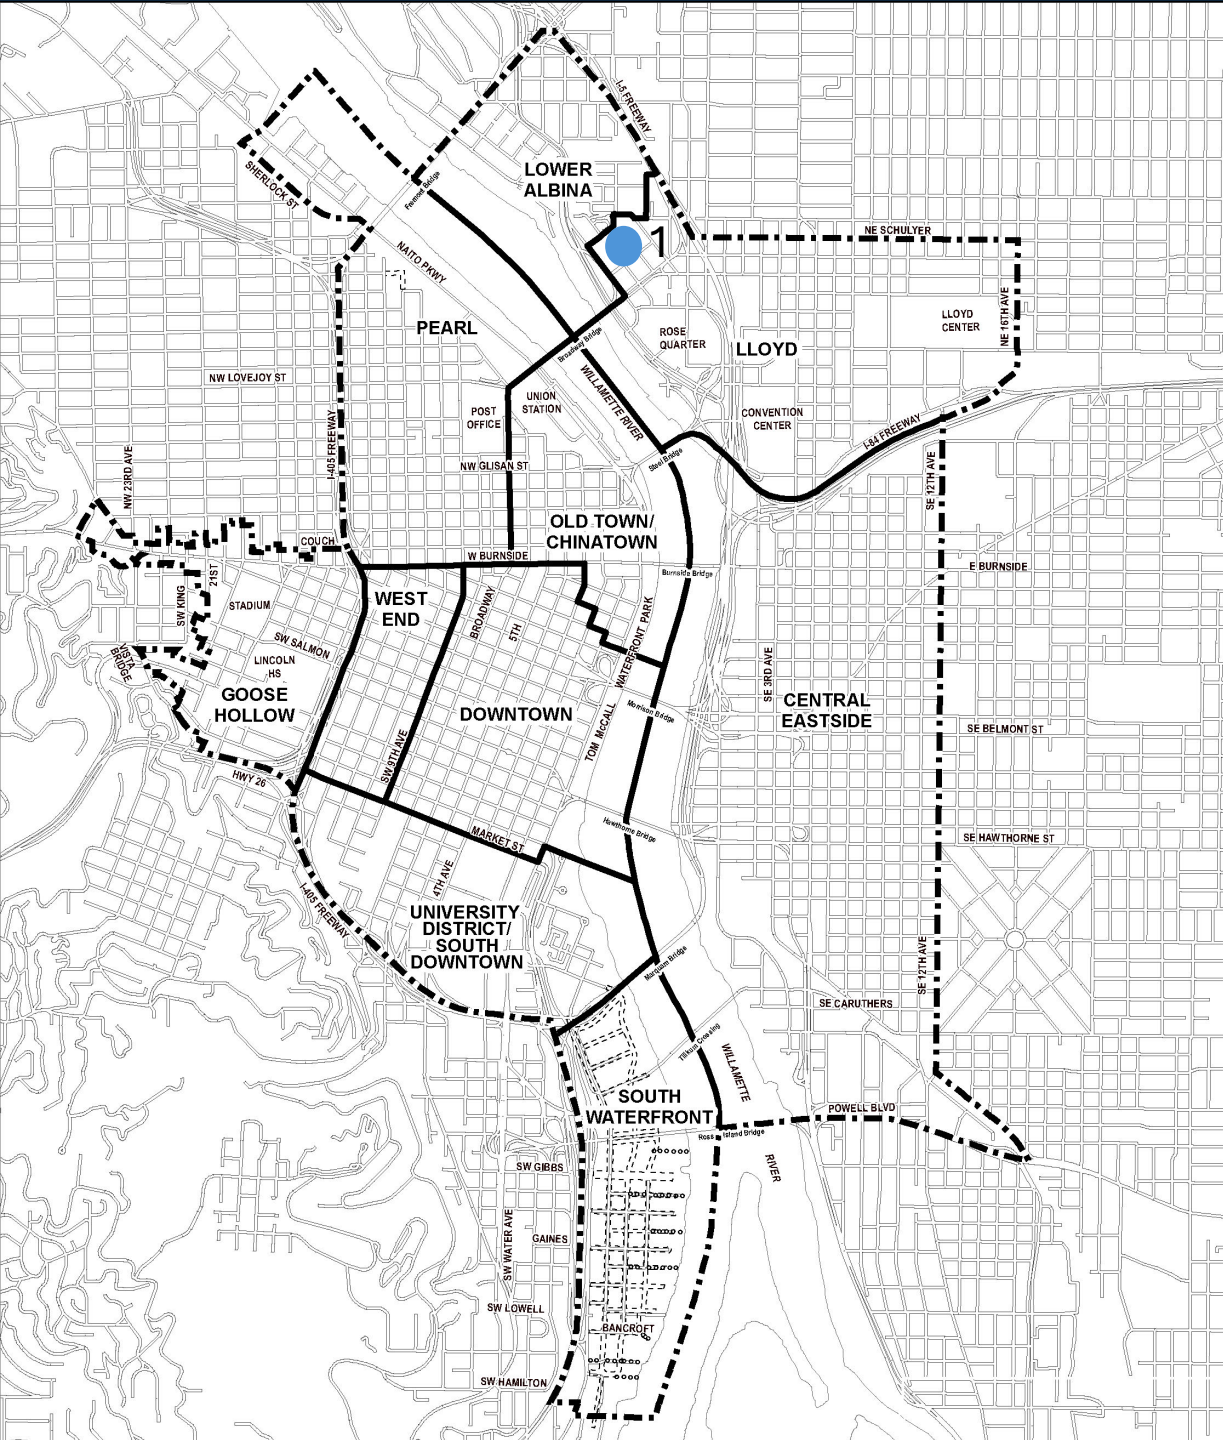 I-5 FREEWAY
LOWER
ALBINA
SHERLOCK ST
Fremont Bridge
NE SCHULYER
1
NAITO PKWY
NE 16TH AVE
LLOYD
CENTER
PEARL
ROSE
QUARTER
Broadway Bridge
LLOYD
NW LOVEJOY ST
WILLAMETTE RIVER
UNION
STATION
POST
OFFICE
CONVENTION
CENTER
I-405 FREEWAY
I-84 FREEWAY
NW 23RD AVE
NW GLISAN ST
Steel Bridge
SE 12TH AVE
OLD TOWN/
CHINATOWN
COUCH
W BURNSIDE
E BURNSIDE
Burnside Bridge
21ST
SW KING
STADIUM
WEST
END
BROADWAY
5TH
WATERFRONT PARK
TOM McCALL
SW SALMON
VISTA
BRIDGE
LINCOLN
HS
SE 3RD AVE
GOOSE
HOLLOW
DOWNTOWN
Morrison Bridge
CENTRAL
EASTSIDE
SE BELMONT ST
SW 9TH AVE
HWY 26
Hawthorne Bridge
MARKET ST
SE HAWTHORNE ST
4TH AVE
I-405 FREEWAY
UNIVERSITY
DISTRICT/
SOUTH
DOWNTOWN
Marquam Bridge
SE 12TH AVE
SE CARUTHERS
Tilikum Crossing
WILLAMETTE
SOUTH
WATERFRONT
POWELL BLVD
Ross Island Bridge
RIVER
SW GIBBS
SW WATER AVE
GAINES
SW LOWELL
BANCROFT
SW HAMILTON